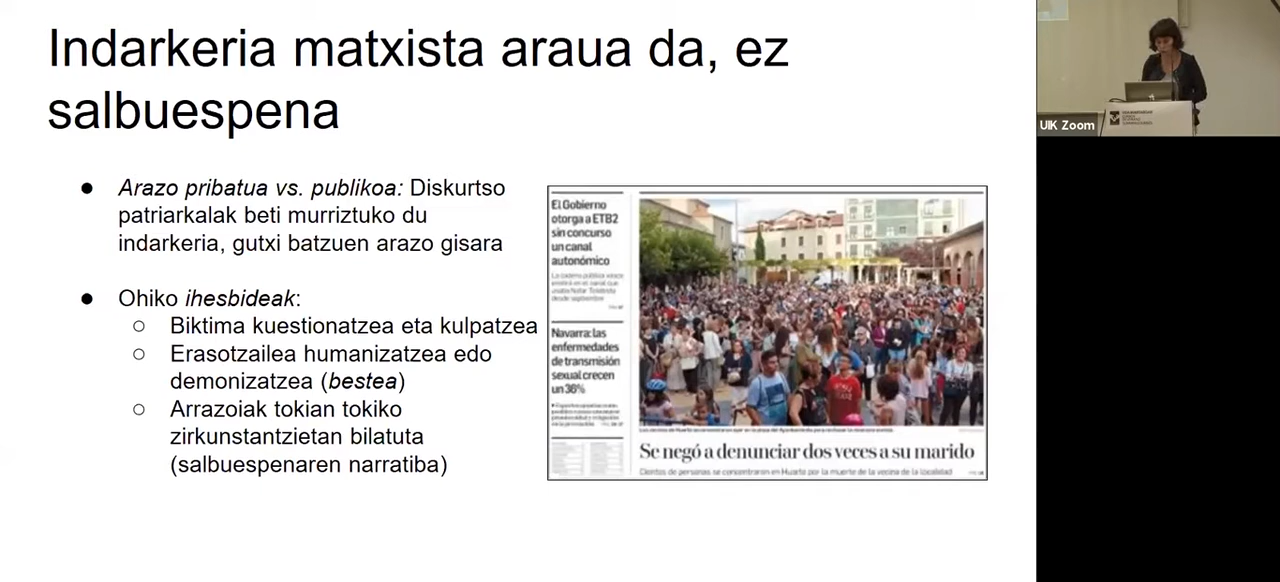 Indarkeria matxista araua da, ez
salbuespena
● Arazo pribatua vs. publikoa: Diskurtso
patriarkalak beti murriztuko du
indarkeria, gutxi batzuen arazo gisara
● Ohiko ihesbideak:
○ Biktima kuestionatzea eta kulpatzea
○ Erasotzailea humanizatzea edo
demonizatzea (bestea)
○ Arrazoiak tokian tokiko
zirkunstantzietan bilatuta
(salbuespenaren narratiba)
El Gobierno
otorga a ETB2
sin concurso
un canal
autonómico
Navarra: las
enfermedades
de transmisión
sexual crecen
un 36%
Se negó a denunciar dos veces a su marido
Cientos de personas se concentraron en Huarte por la muerte de la vecina de la localidad
UIK Zoom